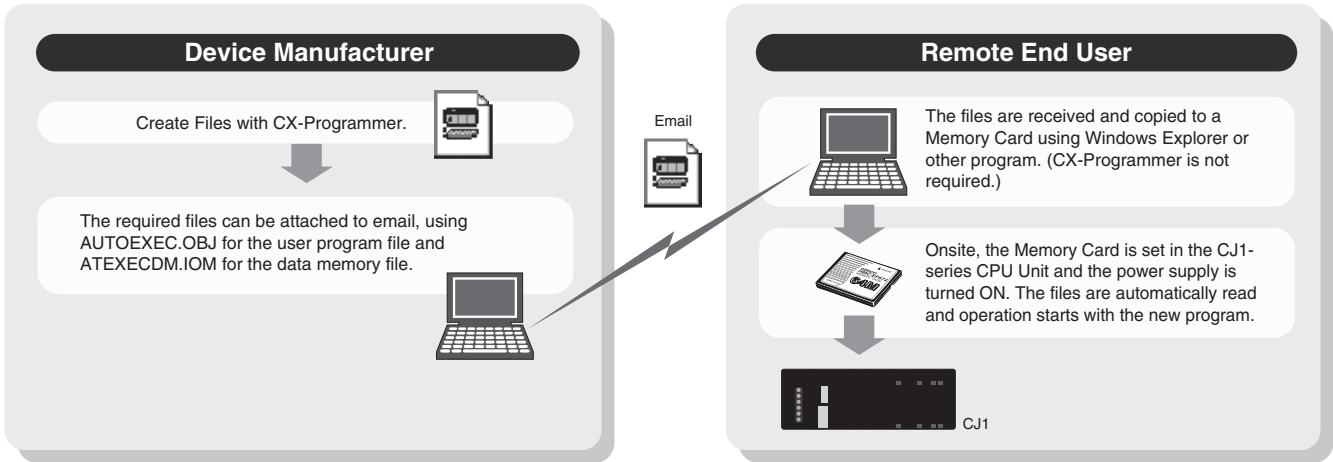 Device Manufacturer
Create Files with CX-Programmer.
The required files can be attached to email, using
AUTOEXEC.OBJ for the user program file and
ATEXECDM.IOM for the data memory file.
Email
Remote End User
The files are received and copied to a
Memory Card using Windows Explorer or
other program. (CX-Programmer is not
required.)
Onsite, the Memory Card is set in the CJ1-
series CPU Unit and the power supply is
turned ON. The files are automatically read
and operation starts with the new program.
64M
CJ1